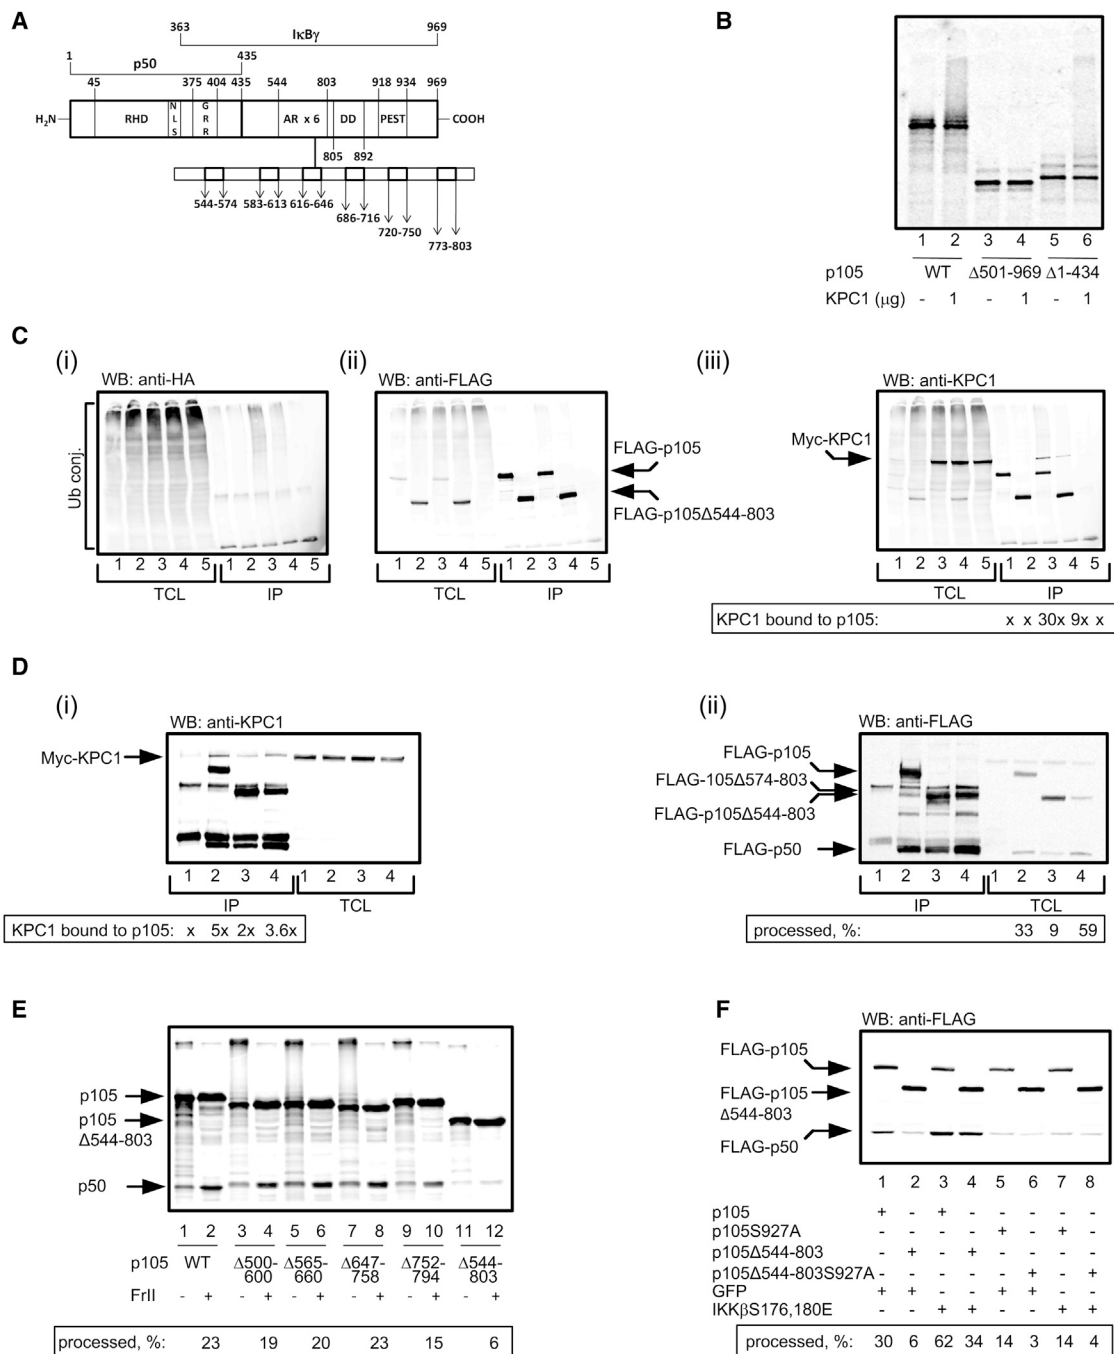 A
363
969
IκBγ
1
435
p50
45
375
404
435
544
803
918
934
969
H₂N
RHD
NLS
GRR
AR x 6
DD
PEST
COOH
805
892
544-574
583-613
616-646
686-716
720-750
773-803
B
1 2 3 4 5 6
p105 WT Δ501-969 Δ1-434
KPC1 (μg) - 1 - 1 - 1
C
(i)
WB: anti-HA
Ub conj.
1 2 3 4 5 1 2 3 4 5
TCL IP
(ii)
WB: anti-FLAG
FLAG-p105
FLAG-p105Δ544-803
1 2 3 4 5 1 2 3 4 5
TCL IP
(iii)
WB: anti-KPC1
Myc-KPC1
1 2 3 4 5 1 2 3 4 5
TCL IP
KPC1 bound to p105: x x 30x 9x x
D
(i)
WB: anti-KPC1
Myc-KPC1
1 2 3 4 1 2 3 4
IP TCL
KPC1 bound to p105: x 5x 2x 3.6x
(ii)
WB: anti-FLAG
FLAG-p105
FLAG-105Δ574-803
FLAG-p105Δ544-803
FLAG-p50
1 2 3 4 1 2 3 4
IP TCL
processed, %: 33 9 59
E
p105
p105
Δ544-803
p50
1 2 3 4 5 6 7 8 9 10 11 12
p105 WT Δ500-600 Δ565-660 Δ647-758 Δ752-794 Δ544-803
FrII - + - + - + - + - + - +
processed, %: 23 19 20 23 15 6
F
WB: anti-FLAG
FLAG-p105
FLAG-p105
Δ544-803
FLAG-p50
1 2 3 4 5 6 7 8
p105 + - + - - - - -
p105S927A - - - - + - + -
p105Δ544-803 - + - + - - - -
p105Δ544-803S927A - - - - - + - +
GFP + + - - + + - -
IKKβS176,180E - - + + - - + +
processed, %: 30 6 62 34 14 3 14 4